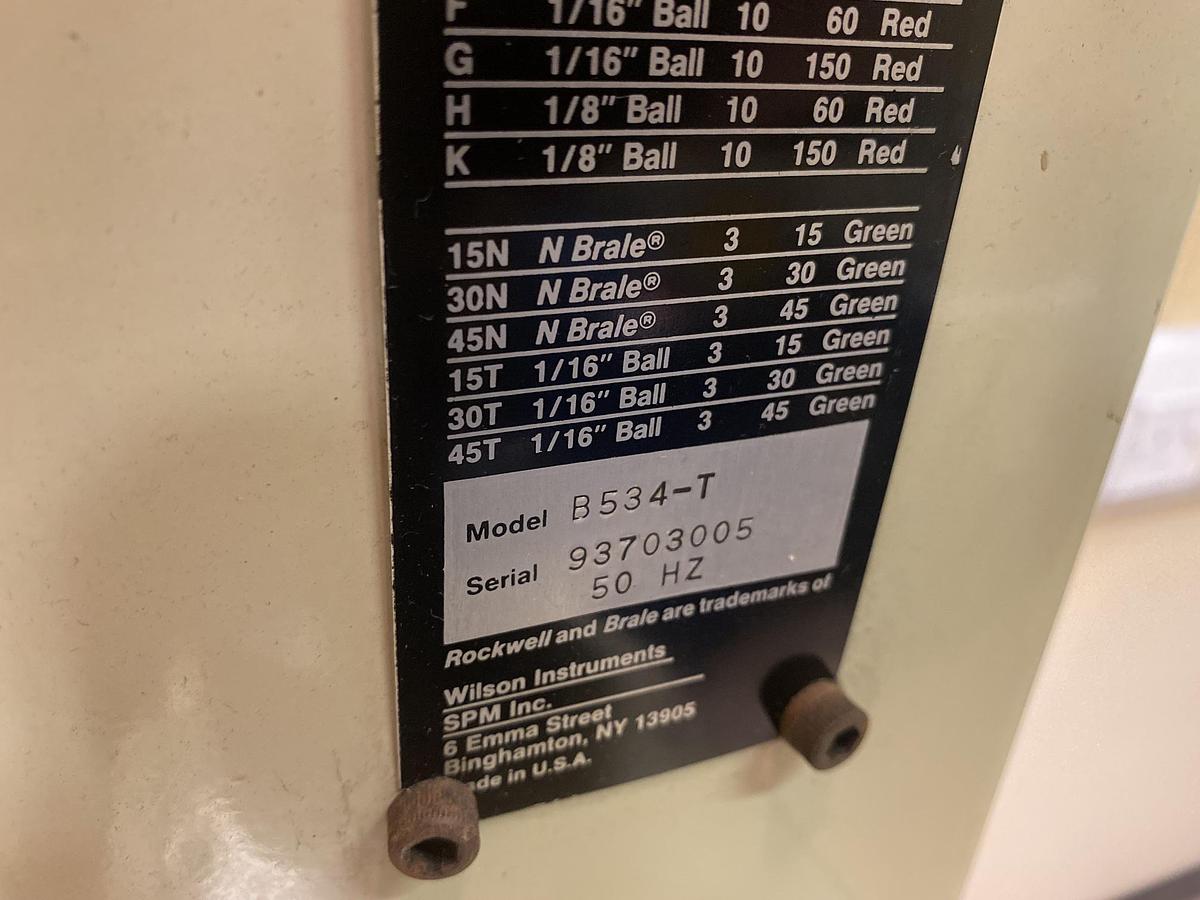 F 1/16" Ball 10 60 Red
G 1/16" Ball 10 150 Red
H 1/8" Ball 10 60 Red
K 1/8" Ball 10 150 Red
15N N Brale® 3 15 Green
30N N Brale® 3 30 Green
45N N Brale® 3 45 Green
15T 1/16" Ball 3 15 Green
30T 1/16" Ball 3 30 Green
45T 1/16" Ball 3 45 Green
Model B534-T
Serial 93703005
50 HZ
Rockwell and Brale are trademarks of
Wilson Instruments
SPM Inc.
6 Emma Street
Binghamton, NY 13905
de in U.S.A.